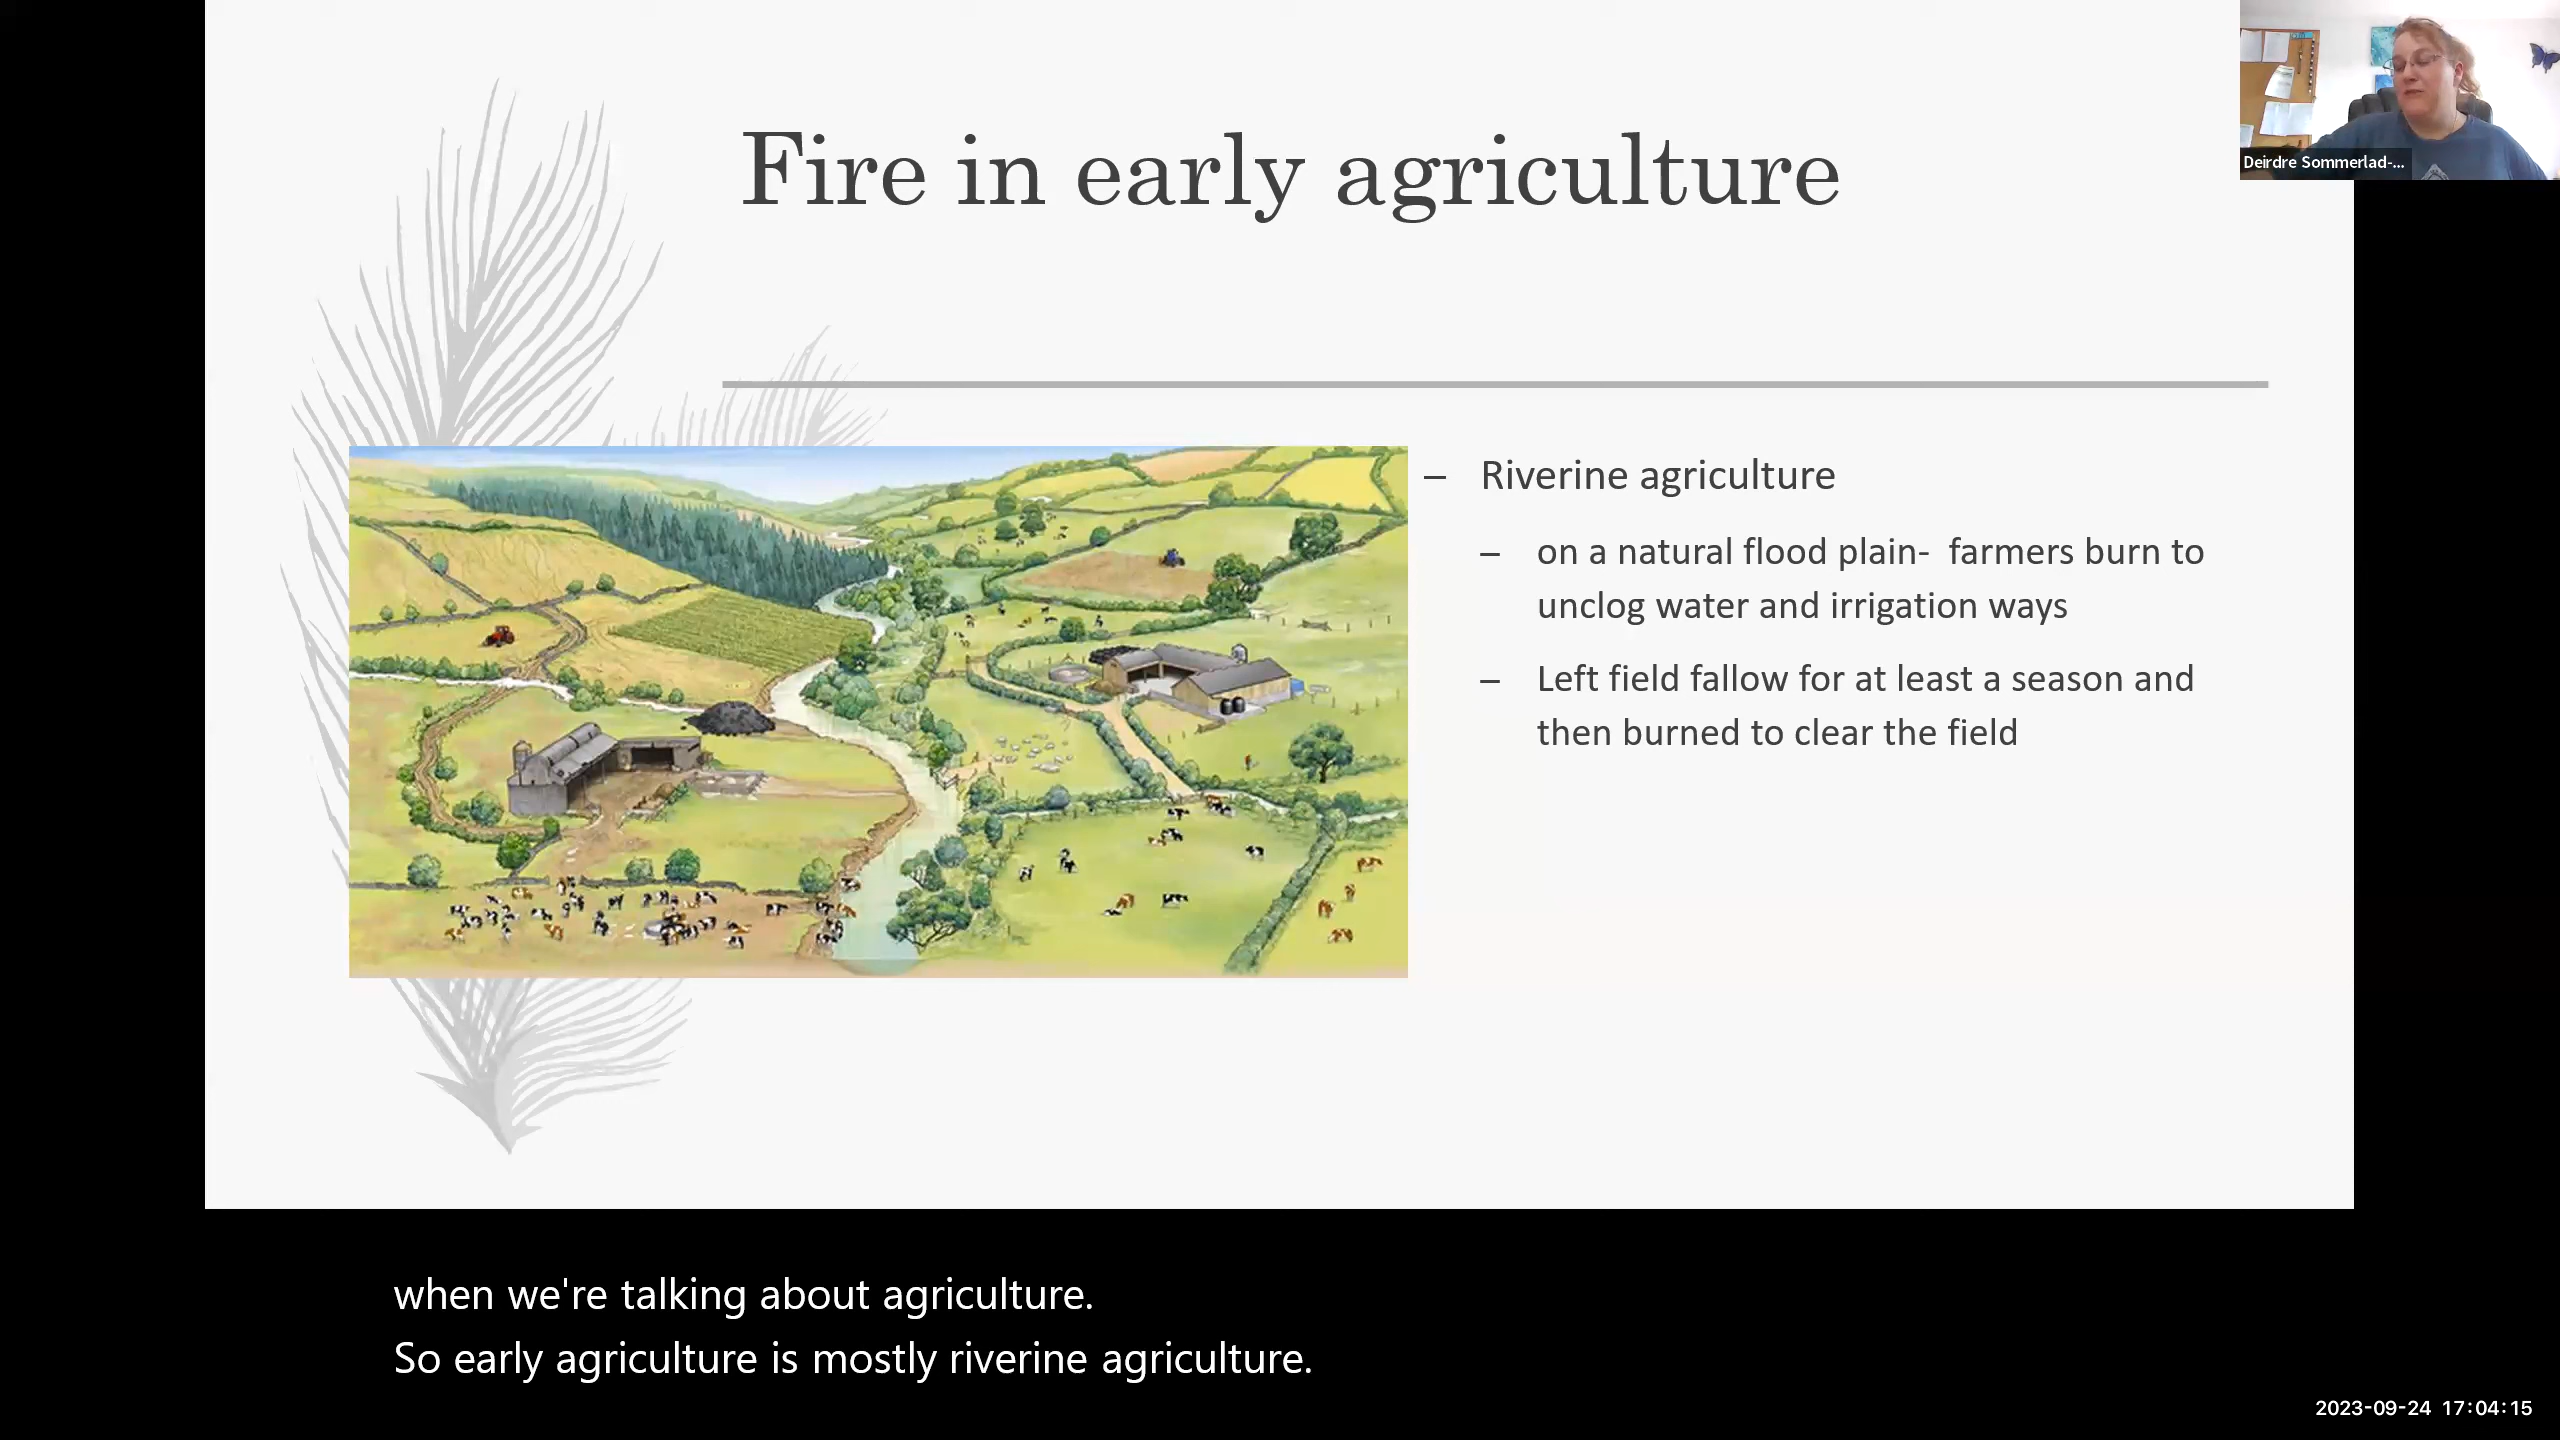 Fire in early agriculture
Deirdre Sommerlad-...
– Riverine agriculture
– on a natural flood plain-  farmers burn to
unclog water and irrigation ways
– Left field fallow for at least a season and
then burned to clear the field
when we're talking about agriculture.
So early agriculture is mostly riverine agriculture.
2023-09-24 17:04:15